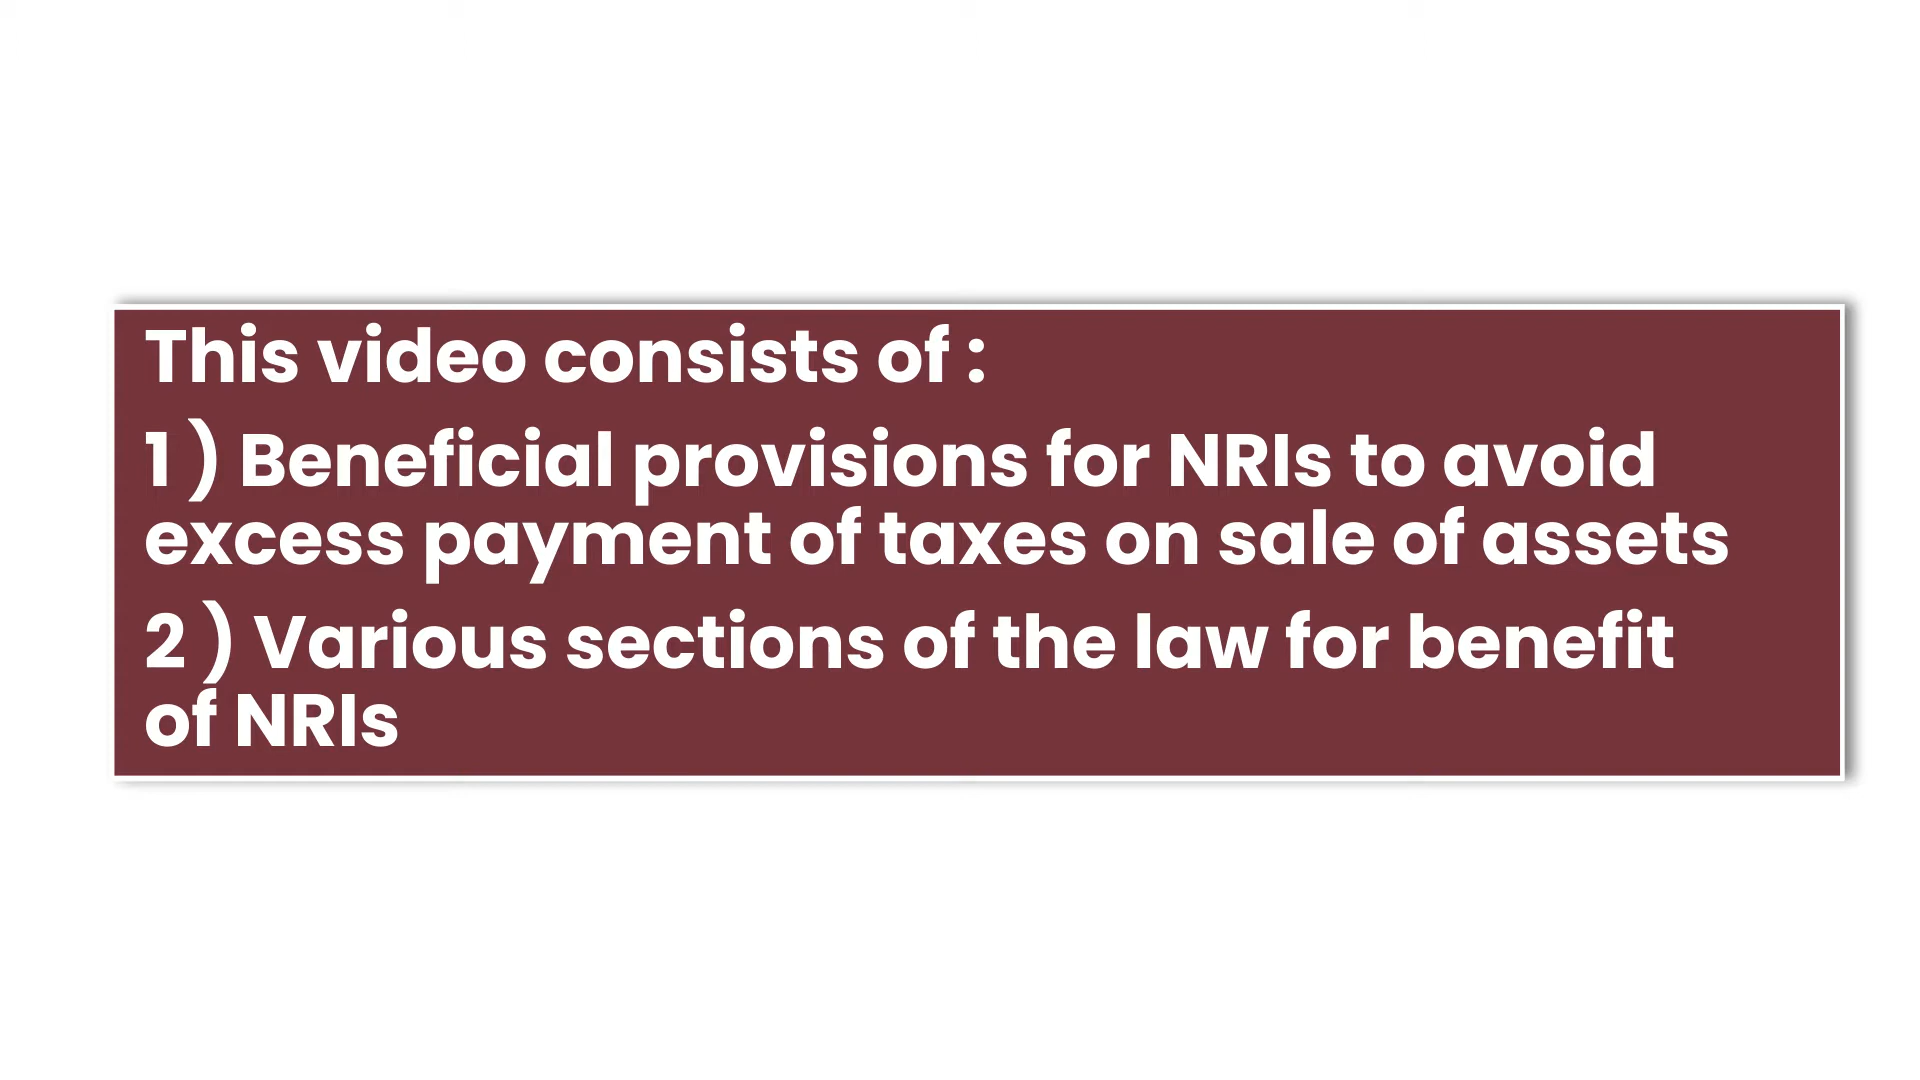 This video consists of :
1 ) Beneficial provisions for NRIs to avoid
excess payment of taxes on sale of assets
2 ) Various sections of the law for benefit
of NRIs